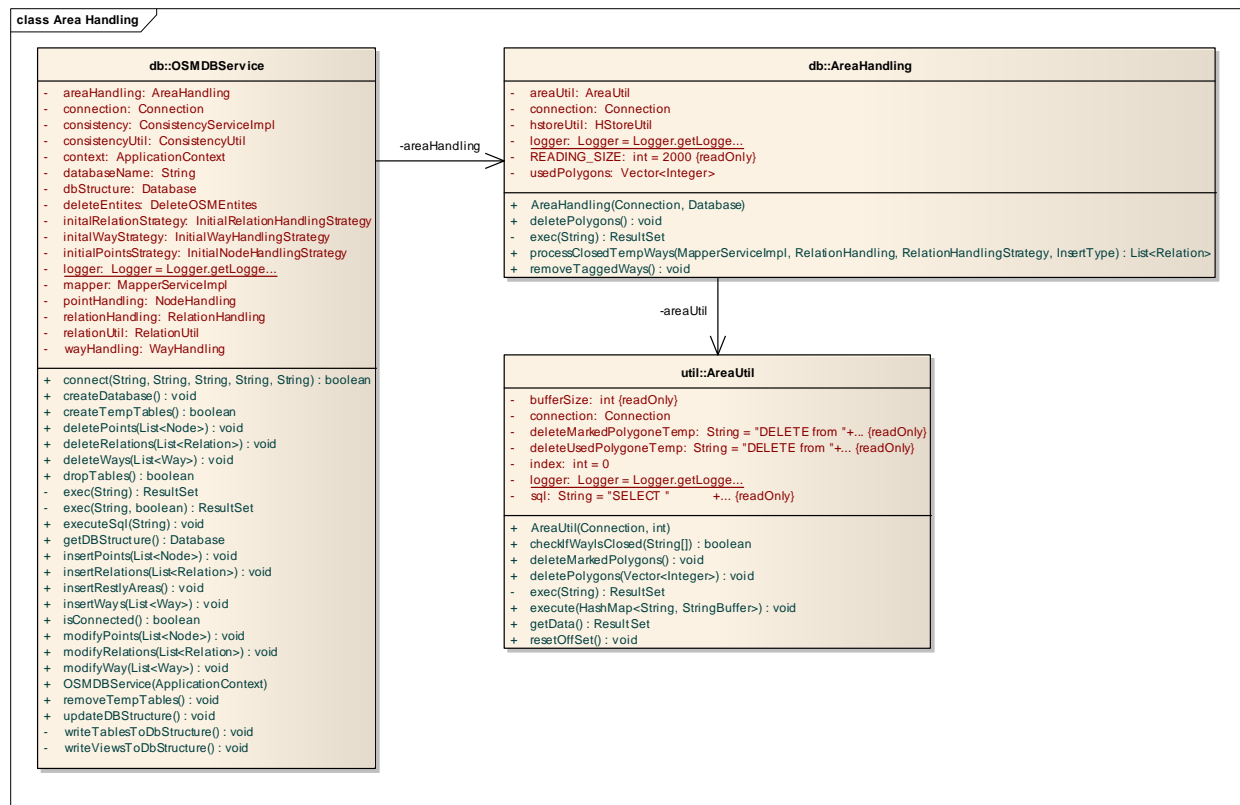 class Area Handling
db::OSMDBService
- areaHandling: AreaHandling
- connection: Connection
- consistency: ConsistencyServiceImpl
- consistencyUtil: ConsistencyUtil
- context: ApplicationContext
- databaseName: String
- dbStructure: Database
- deleteEntites: DeleteOSMEntites
- initalRelationStrategy: InitialRelationHandlingStrategy
- initalWayStrategy: InitialWayHandlingStrategy
- initialPointsStrategy: InitialNodeHandlingStrategy
- logger: Logger = Logger.getLogge...
- mapper: MapperServiceImpl
- pointHandling: NodeHandling
- relationHandling: RelationHandling
- relationUtil: RelationUtil
- wayHandling: WayHandling
+ connect(String, String, String, String, String) : boolean
+ createDatabase() : void
+ createTempTables() : boolean
+ deletePoints(List<Node>) : void
+ deleteRelations(List<Relation>) : void
+ deleteWays(List<Way>) : void
+ dropTables() : boolean
- exec(String) : ResultSet
- exec(String, boolean) : ResultSet
+ executeSql(String) : void
+ getDBStructure() : Database
+ insertPoints(List<Node>) : void
+ insertRelations(List<Relation>) : void
+ insertRestlyAreas() : void
+ insertWays(List<Way>) : void
+ isConnected() : boolean
+ modifyPoints(List<Node>) : void
+ modifyRelations(List<Relation>) : void
+ modifyWay(List<Way>) : void
+ OSMDBService(ApplicationContext)
+ removeTempTables() : void
+ updateDBStructure() : void
- writeTablesToDbStructure() : void
- writeViewsToDbStructure() : void
-areaHandling
db::AreaHandling
- areaUtil: AreaUtil
- connection: Connection
- hstoreUtil: HStoreUtil
- logger: Logger = Logger.getLogge...
- READING_SIZE: int = 2000 {readOnly}
- usedPolygons: Vector<Integer>
+ AreaHandling(Connection, Database)
+ deletePolygons() : void
- exec(String) : ResultSet
+ processClosedTempWays(MapperServiceImpl, RelationHandling, RelationHandlingStrategy, InsertType) : List<Relation>
+ removeTaggedWays() : void
-areaUtil
util::AreaUtil
- bufferSize: int {readOnly}
- connection: Connection
- deleteMarkedPolygoneTemp: String = "DELETE from "+... {readOnly}
- deleteUsedPolygoneTemp: String = "DELETE from "+... {readOnly}
- index: int = 0
- logger: Logger = Logger.getLogge...
- sql: String = "SELECT " +... {readOnly}
+ AreaUtil(Connection, int)
+ checkIfWayIsClosed(String[]) : boolean
+ deleteMarkedPolygons() : void
+ deletePolygons(Vector<Integer>) : void
- exec(String) : ResultSet
+ execute(HashMap<String, StringBuffer>) : void
+ getData() : ResultSet
+ resetOffSet() : void